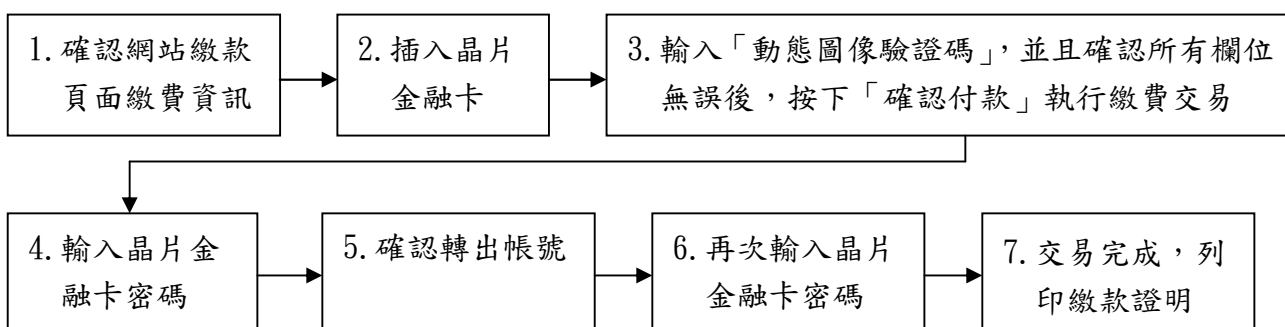 1.確認網站繳款
頁面繳費資訊
2.插入晶片
金融卡
3.輸入「動態圖像驗證碼」，並且確認所有欄位
無誤後，按下「確認付款」執行繳費交易
4.輸入晶片金
融卡密碼
5.確認轉出帳號
6.再次輸入晶片
金融卡密碼
7.交易完成，列
印繳款證明